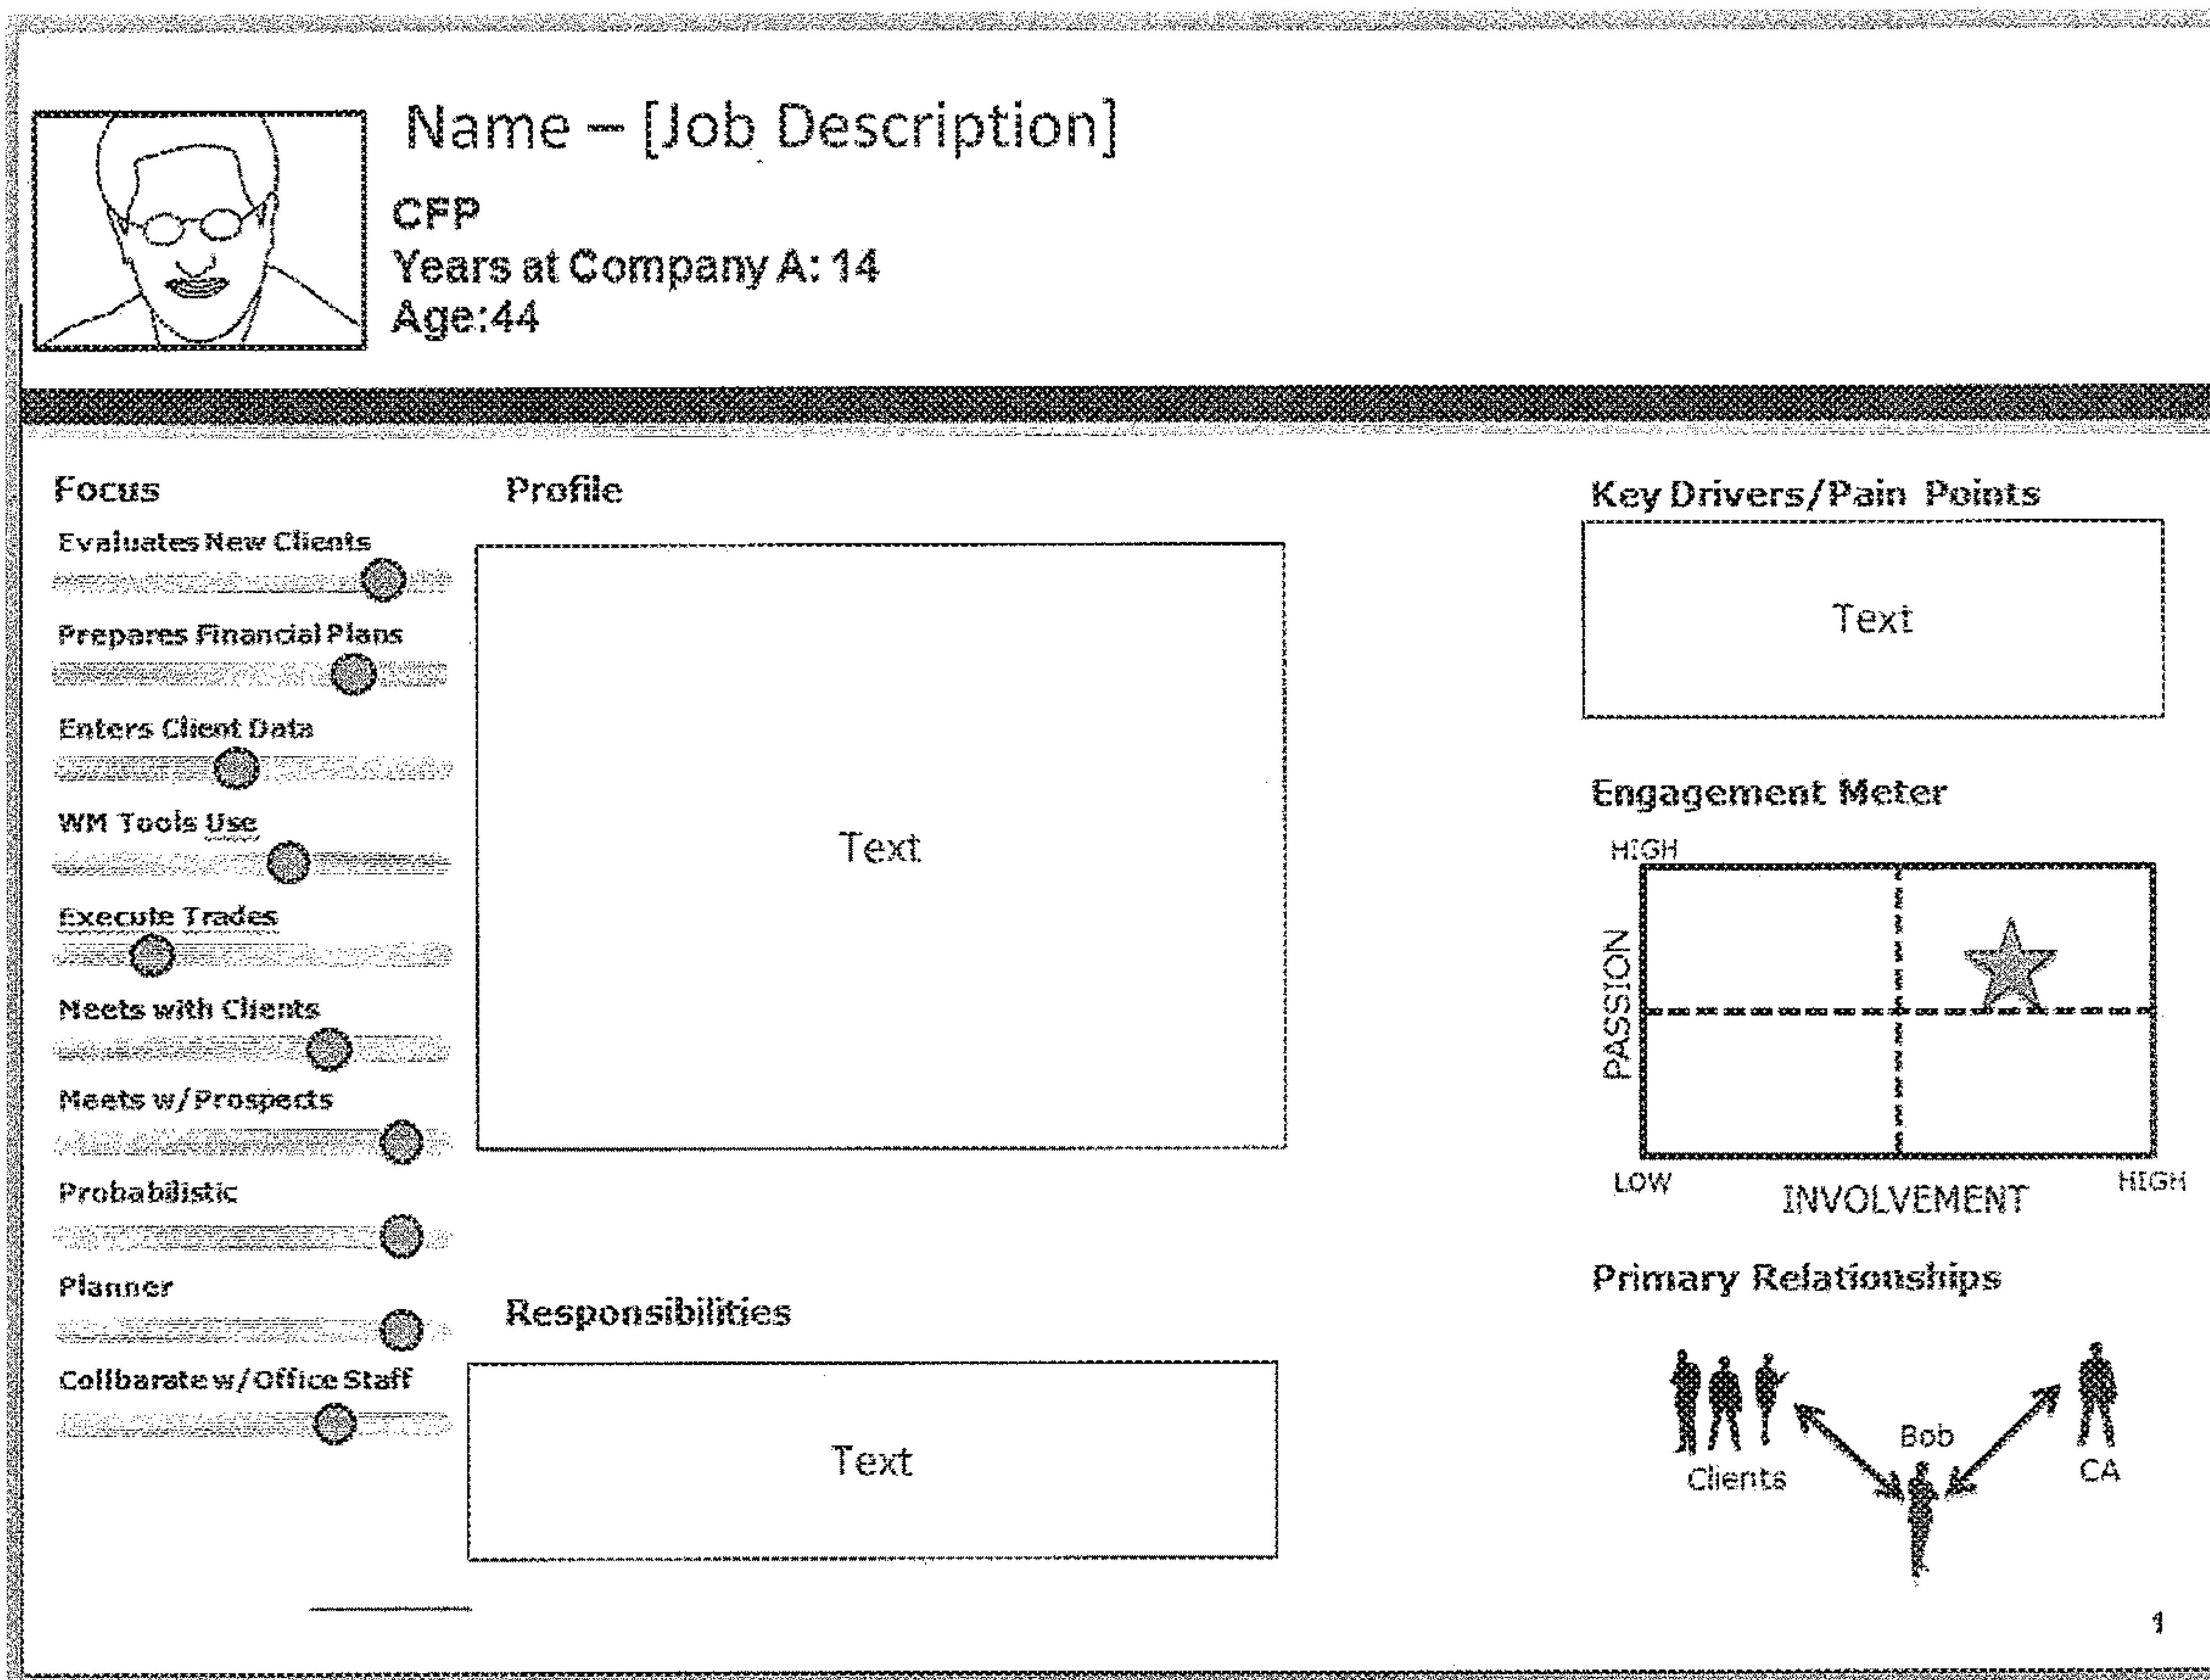 Name – [Job Description]
CFP
Years at Company A: 14
Age:44
Focus
Evaluates New Clients
Prepares Financial Plans
Enters Client Data
WM Tools Use
Execute Trades
Meets with Clients
Meets w/Prospects
Probabilistic
Planner
Collbarate w/Office Staff
Profile
Text
Responsibilities
Text
Key Drivers/Pain Points
Text
Engagement Meter
HIGH
PASSION
LOW
INVOLVEMENT
HIGH
Primary Relationships
Clients
Bob
CA
1